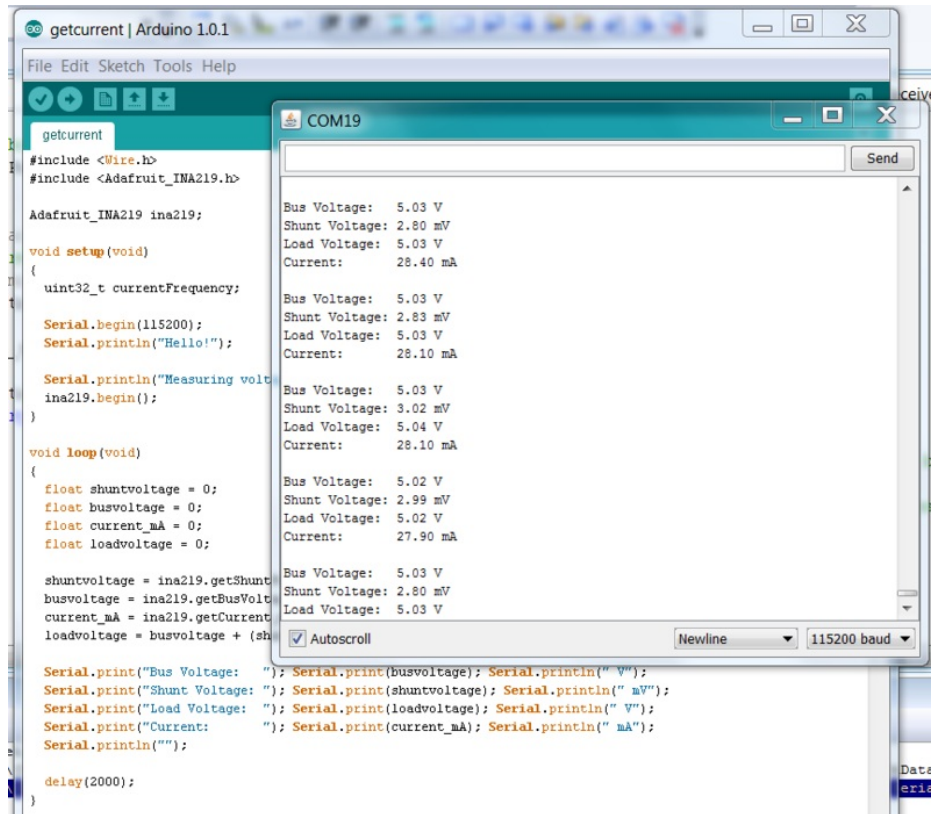 getcurrent | Arduino 1.0.1
File Edit Sketch Tools Help
getcurrent
#include <Wire.h>
#include <Adafruit_INA219.h>
Adafruit_INA219 ina219;
void setup(void)
{
uint32_t currentFrequency;
Serial.begin(115200);
Serial.println("Hello!");
Serial.println("Measuring volt
ina219.begin();
}
void loop(void)
{
float shuntvoltage = 0;
float busvoltage = 0;
float current_mA = 0;
float loadvoltage = 0;
shuntvoltage = ina219.getShunt
busvoltage = ina219.getBusVolt
current_mA = ina219.getCurrent
loadvoltage = busvoltage + (sh
Serial.print("Bus Voltage:   "); Serial.print(busvoltage); Serial.println(" V");
Serial.print("Shunt Voltage: "); Serial.print(shuntvoltage); Serial.println(" mV");
Serial.print("Load Voltage:  "); Serial.print(loadvoltage); Serial.println(" V");
Serial.print("Current:       "); Serial.print(current_mA); Serial.println(" mA");
Serial.println("");
delay(2000);
}
COM19
Send
Bus Voltage:   5.03 V
Shunt Voltage: 2.80 mV
Load Voltage:  5.03 V
Current:       28.40 mA
Bus Voltage:   5.03 V
Shunt Voltage: 2.83 mV
Load Voltage:  5.03 V
Current:       28.10 mA
Bus Voltage:   5.03 V
Shunt Voltage: 3.02 mV
Load Voltage:  5.04 V
Current:       28.10 mA
Bus Voltage:   5.02 V
Shunt Voltage: 2.99 mV
Load Voltage:  5.02 V
Current:       27.90 mA
Bus Voltage:   5.03 V
Shunt Voltage: 2.80 mV
Load Voltage:  5.03 V
Autoscroll
Newline
115200 baud
ceive
Data
eria